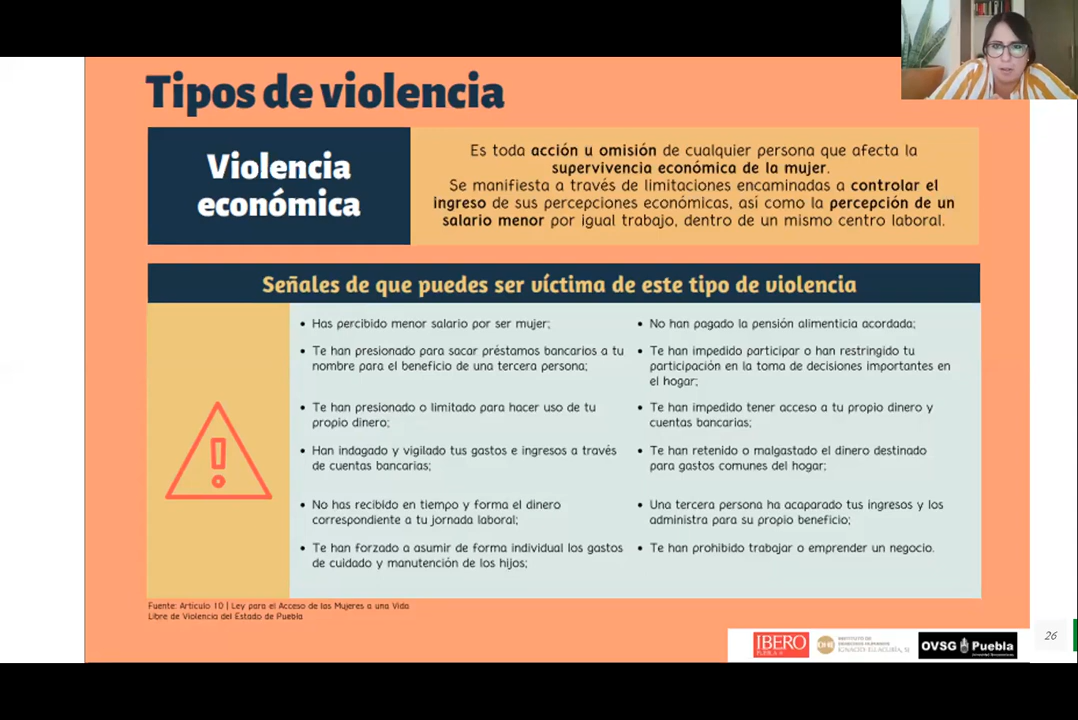 Tipos de violencia
Violencia
económica
Es toda acción u omisión de cualquier persona que afecta la
supervivencia económica de la mujer.
Se manifiesta a través de limitaciones encaminadas a controlar el
ingreso de sus percepciones económicas, así como la percepción de un
salario menor por igual trabajo, dentro de un mismo centro laboral.
Señales de que puedes ser víctima de este tipo de violencia
• Has percibido menor salario por ser mujer;
• Te han presionado para sacar préstamos bancarios a tu
nombre para el beneficio de una tercera persona;
• Te han presionado o limitado para hacer uso de tu
propio dinero;
• Han indagado y vigilado tus gastos e ingresos a través
de cuentas bancarias;
• No has recibido en tiempo y forma el dinero
correspondiente a tu jornada laboral;
• Te han forzado a asumir de forma individual los gastos
de cuidado y manutención de los hijos;
• No han pagado la pensión alimenticia acordada;
• Te han impedido participar o han restringido tu
participación en la toma de decisiones importantes en
el hogar;
• Te han impedido tener acceso a tu propio dinero y
cuentas bancarias;
• Te han retenido o malgastado el dinero destinado
para gastos comunes del hogar;
• Una tercera persona ha acaparado tus ingresos y los
administra para su propio beneficio;
• Te han prohibido trabajar o emprender un negocio.
Fuente: Artículo 10 | Ley para el Acceso de las Mujeres a una Vida
Libre de Violencia del Estado de Puebla
IBERO
PUEBLA
INSTITUTO DE
DERECHOS HUMANOS
IGNACIO ELLACURÍA, SJ
OVSG Puebla
26